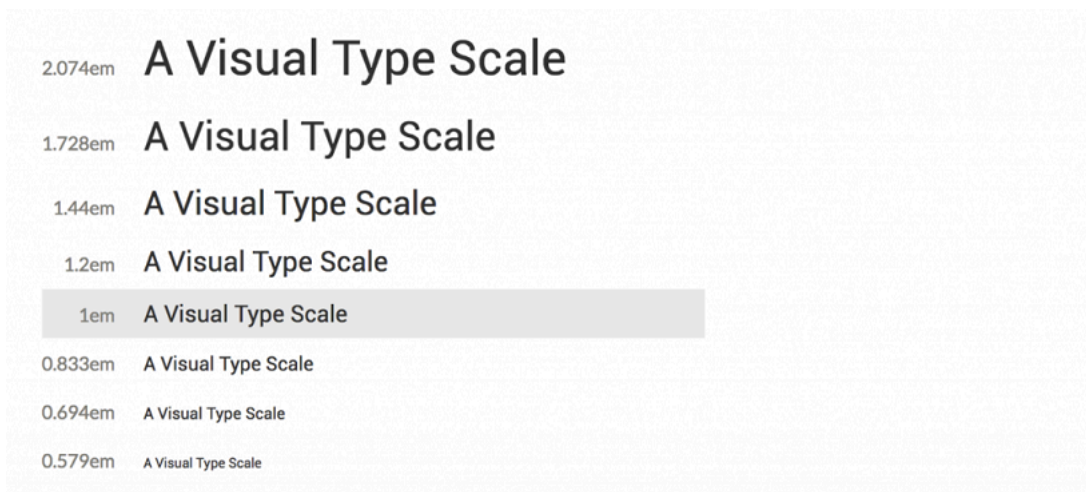 2.074em A Visual Type Scale
1.728em A Visual Type Scale
1.44em A Visual Type Scale
1.2em A Visual Type Scale
1em A Visual Type Scale
0.833em A Visual Type Scale
0.694em A Visual Type Scale
0.579em A Visual Type Scale